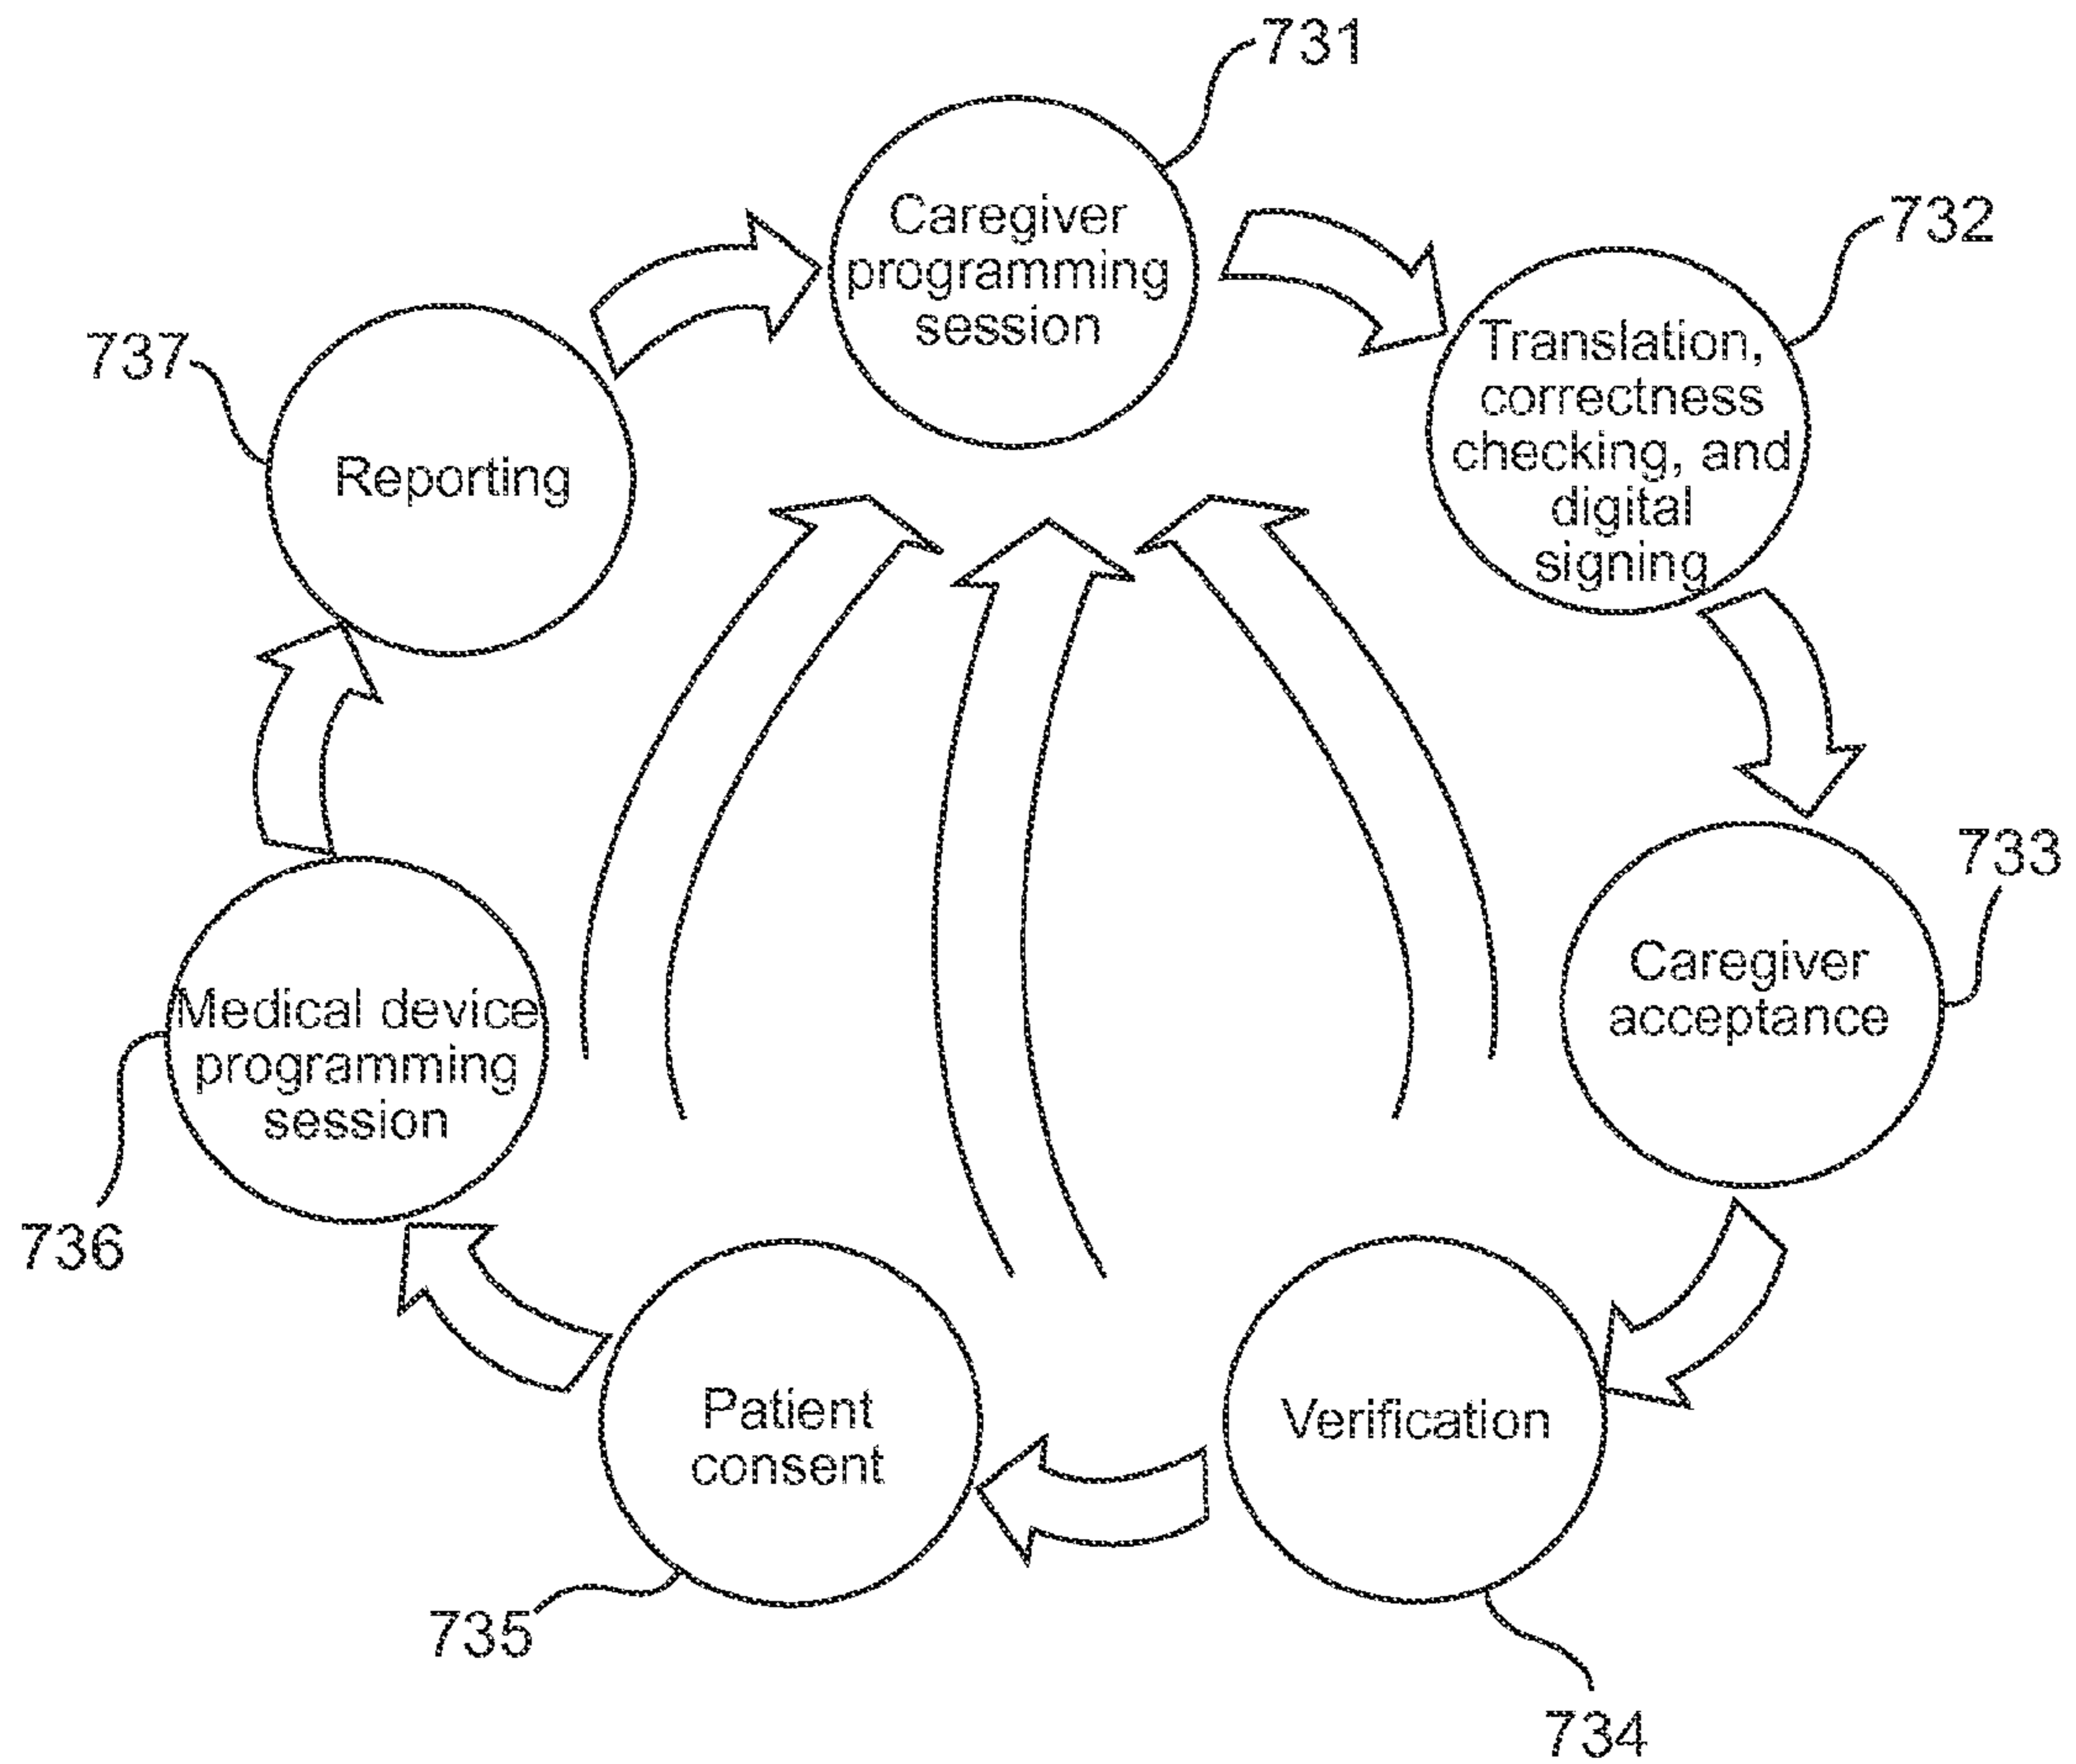 731
Caregiver
programming
session
732
Translation,
correctness
checking, and
digital
signing
733
Caregiver
acceptance
734
Verification
735
Patient
consent
736
Medical device
programming
session
737
Reporting